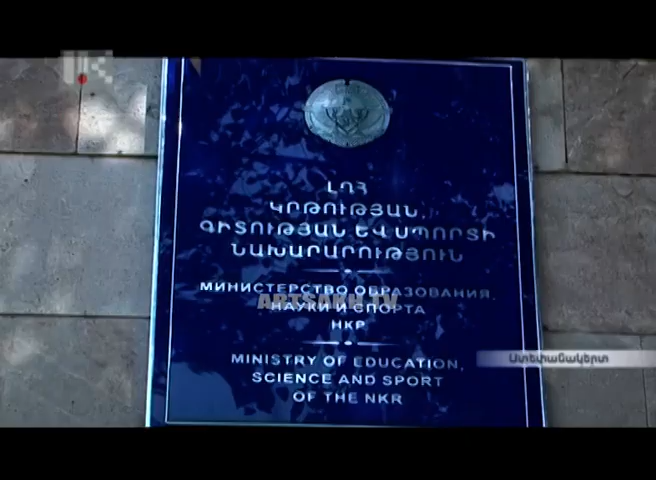 ԼՂՀ
ԿՐԹՈՒԹՅԱՆ,
ԳԻՏՈՒԹՅԱՆ ԵՎ ՍՊՈՐՏԻ
ՆԱԽԱՐԱՐՈՒԹՅՈՒՆ
МИНИСТЕРСТВО ОБРАЗОВАНИЯ,
ARTSAKH.TV
НАУКИ И СПОРТА
НКР
MINISTRY OF EDUCATION,
SCIENCE AND SPORT
OF THE NKR
Ստեփանակերտ